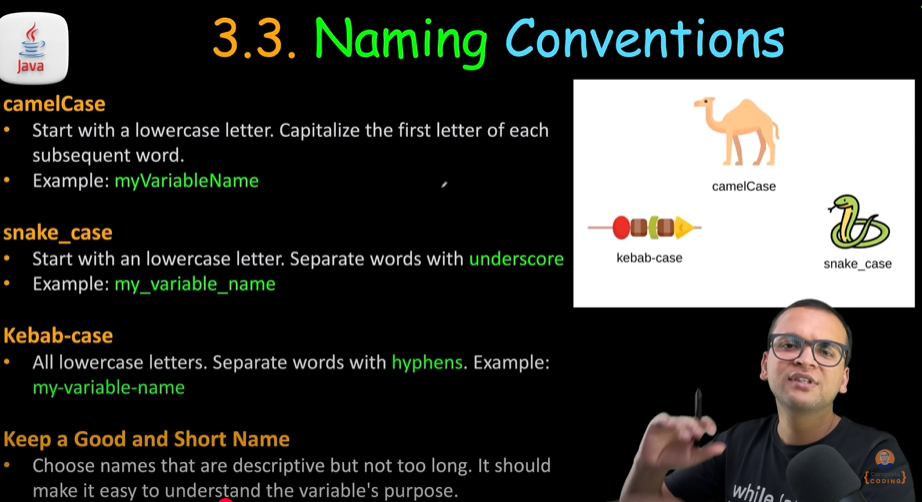 Java
3.3. Naming Conventions
camelCase
• Start with a lowercase letter. Capitalize the first letter of each
subsequent word.
• Example: myVariableName
snake_case
• Start with an lowercase letter. Separate words with underscore
• Example: my_variable_name
Kebab-case
• All lowercase letters. Separate words with hyphens. Example:
my-variable-name
Keep a Good and Short Name
• Choose names that are descriptive but not too long. It should
make it easy to understand the variable's purpose.
camelCase
kebab-case
snake_case
while
CODING